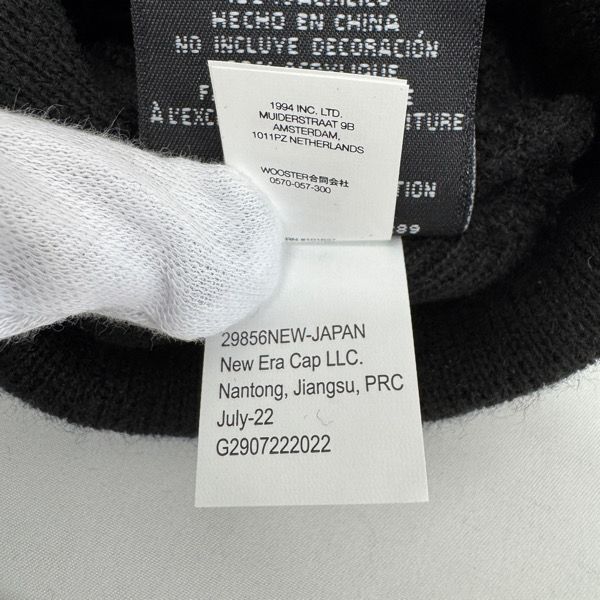 HECHO EN CHINA
NO INCLUYE DECORACIÓN
À L'EXC
1994 INC. LTD.
MUIDERSTRAAT 9B
AMSTERDAM,
1011PZ NETHERLANDS
WOOSTER合同会社
0570-057-300
29856NEW-JAPAN
New Era Cap LLC.
Nantong, Jiangsu, PRC
July-22
G2907222022